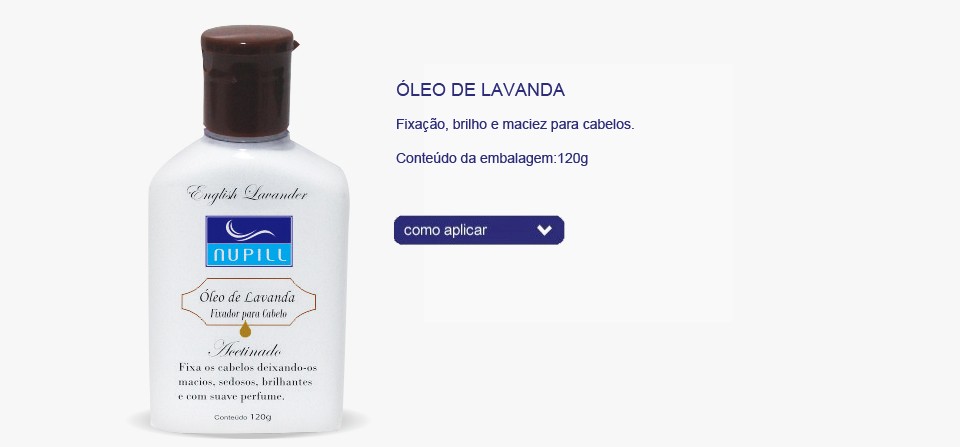 English Lavander
NUPILL
Óleo de Lavanda
Fixador para Cabelo
Acetinado
Fixa os cabelos deixando-os
macios, sedosos, brilhantes
e com suave perfume.
Conteúdo 120g
ÓLEO DE LAVANDA
Fixação, brilho e maciez para cabelos.
Conteúdo da embalagem:120g
como aplicar